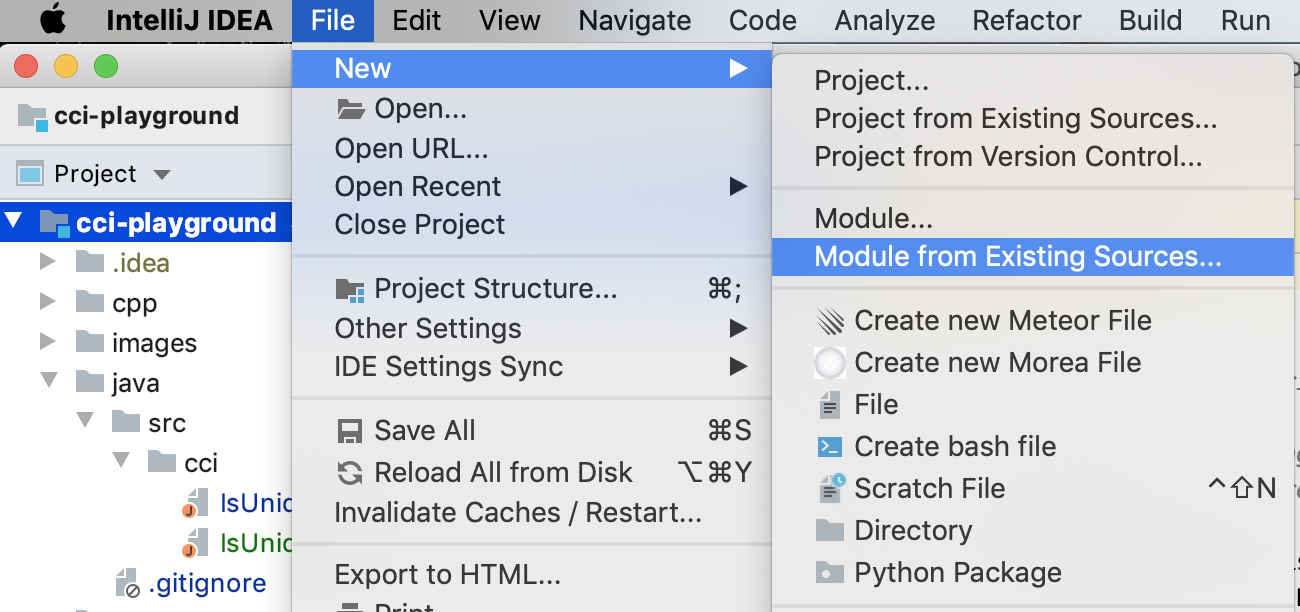 IntelliJ IDEA File Edit View Navigate Code Analyze Refactor Build Run
cci-playground
Project
cci-playground
.idea
cpp
images
java
src
cci
.gitignore
New
Open...
Open URL...
Open Recent
Close Project
Project Structure... ⌘;
Other Settings
IDE Settings Sync
Save All ⌘S
Reload All from Disk ⌥⌘Y
Invalidate Caches / Restart...
Export to HTML...
Project...
Project from Existing Sources...
Project from Version Control...
Module...
Module from Existing Sources...
Create new Meteor File
Create new Morea File
File
Create bash file
Scratch File ^⇧N
Directory
Python Package